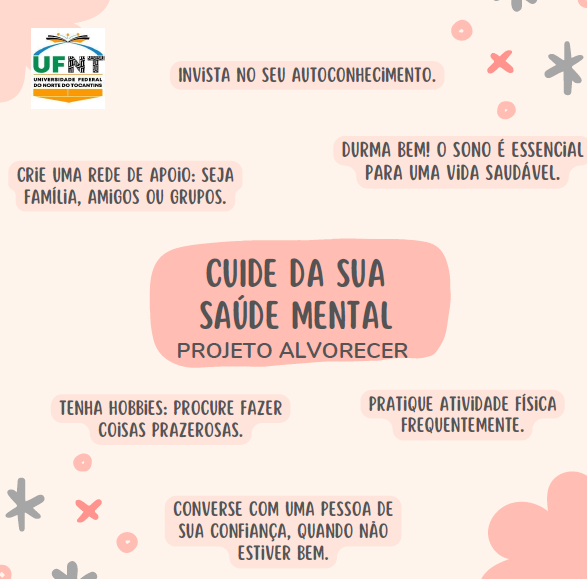 UFNT
UNIVERSIDADE FEDERAL
DO NORTE DO TOCANTINS
INVISTA NO SEU AUTOCONHECIMENTO.
DURMA BEM! O SONO É ESSENCIAL
PARA UMA VIDA SAUDÁVEL.
CRIE UMA REDE DE APOIO: SEJA
FAMÍLIA, AMIGOS OU GRUPOS.
CUIDE DA SUA
SAÚDE MENTAL
PROJETO ALVORECER
TENHA HOBBIES: PROCURE FAZER
COISAS PRAZEROSAS.
PRATIQUE ATIVIDADE FÍSICA
FREQUENTEMENTE.
CONVERSE COM UMA PESSOA DE
SUA CONFIANÇA, QUANDO NÃO
ESTIVER BEM.